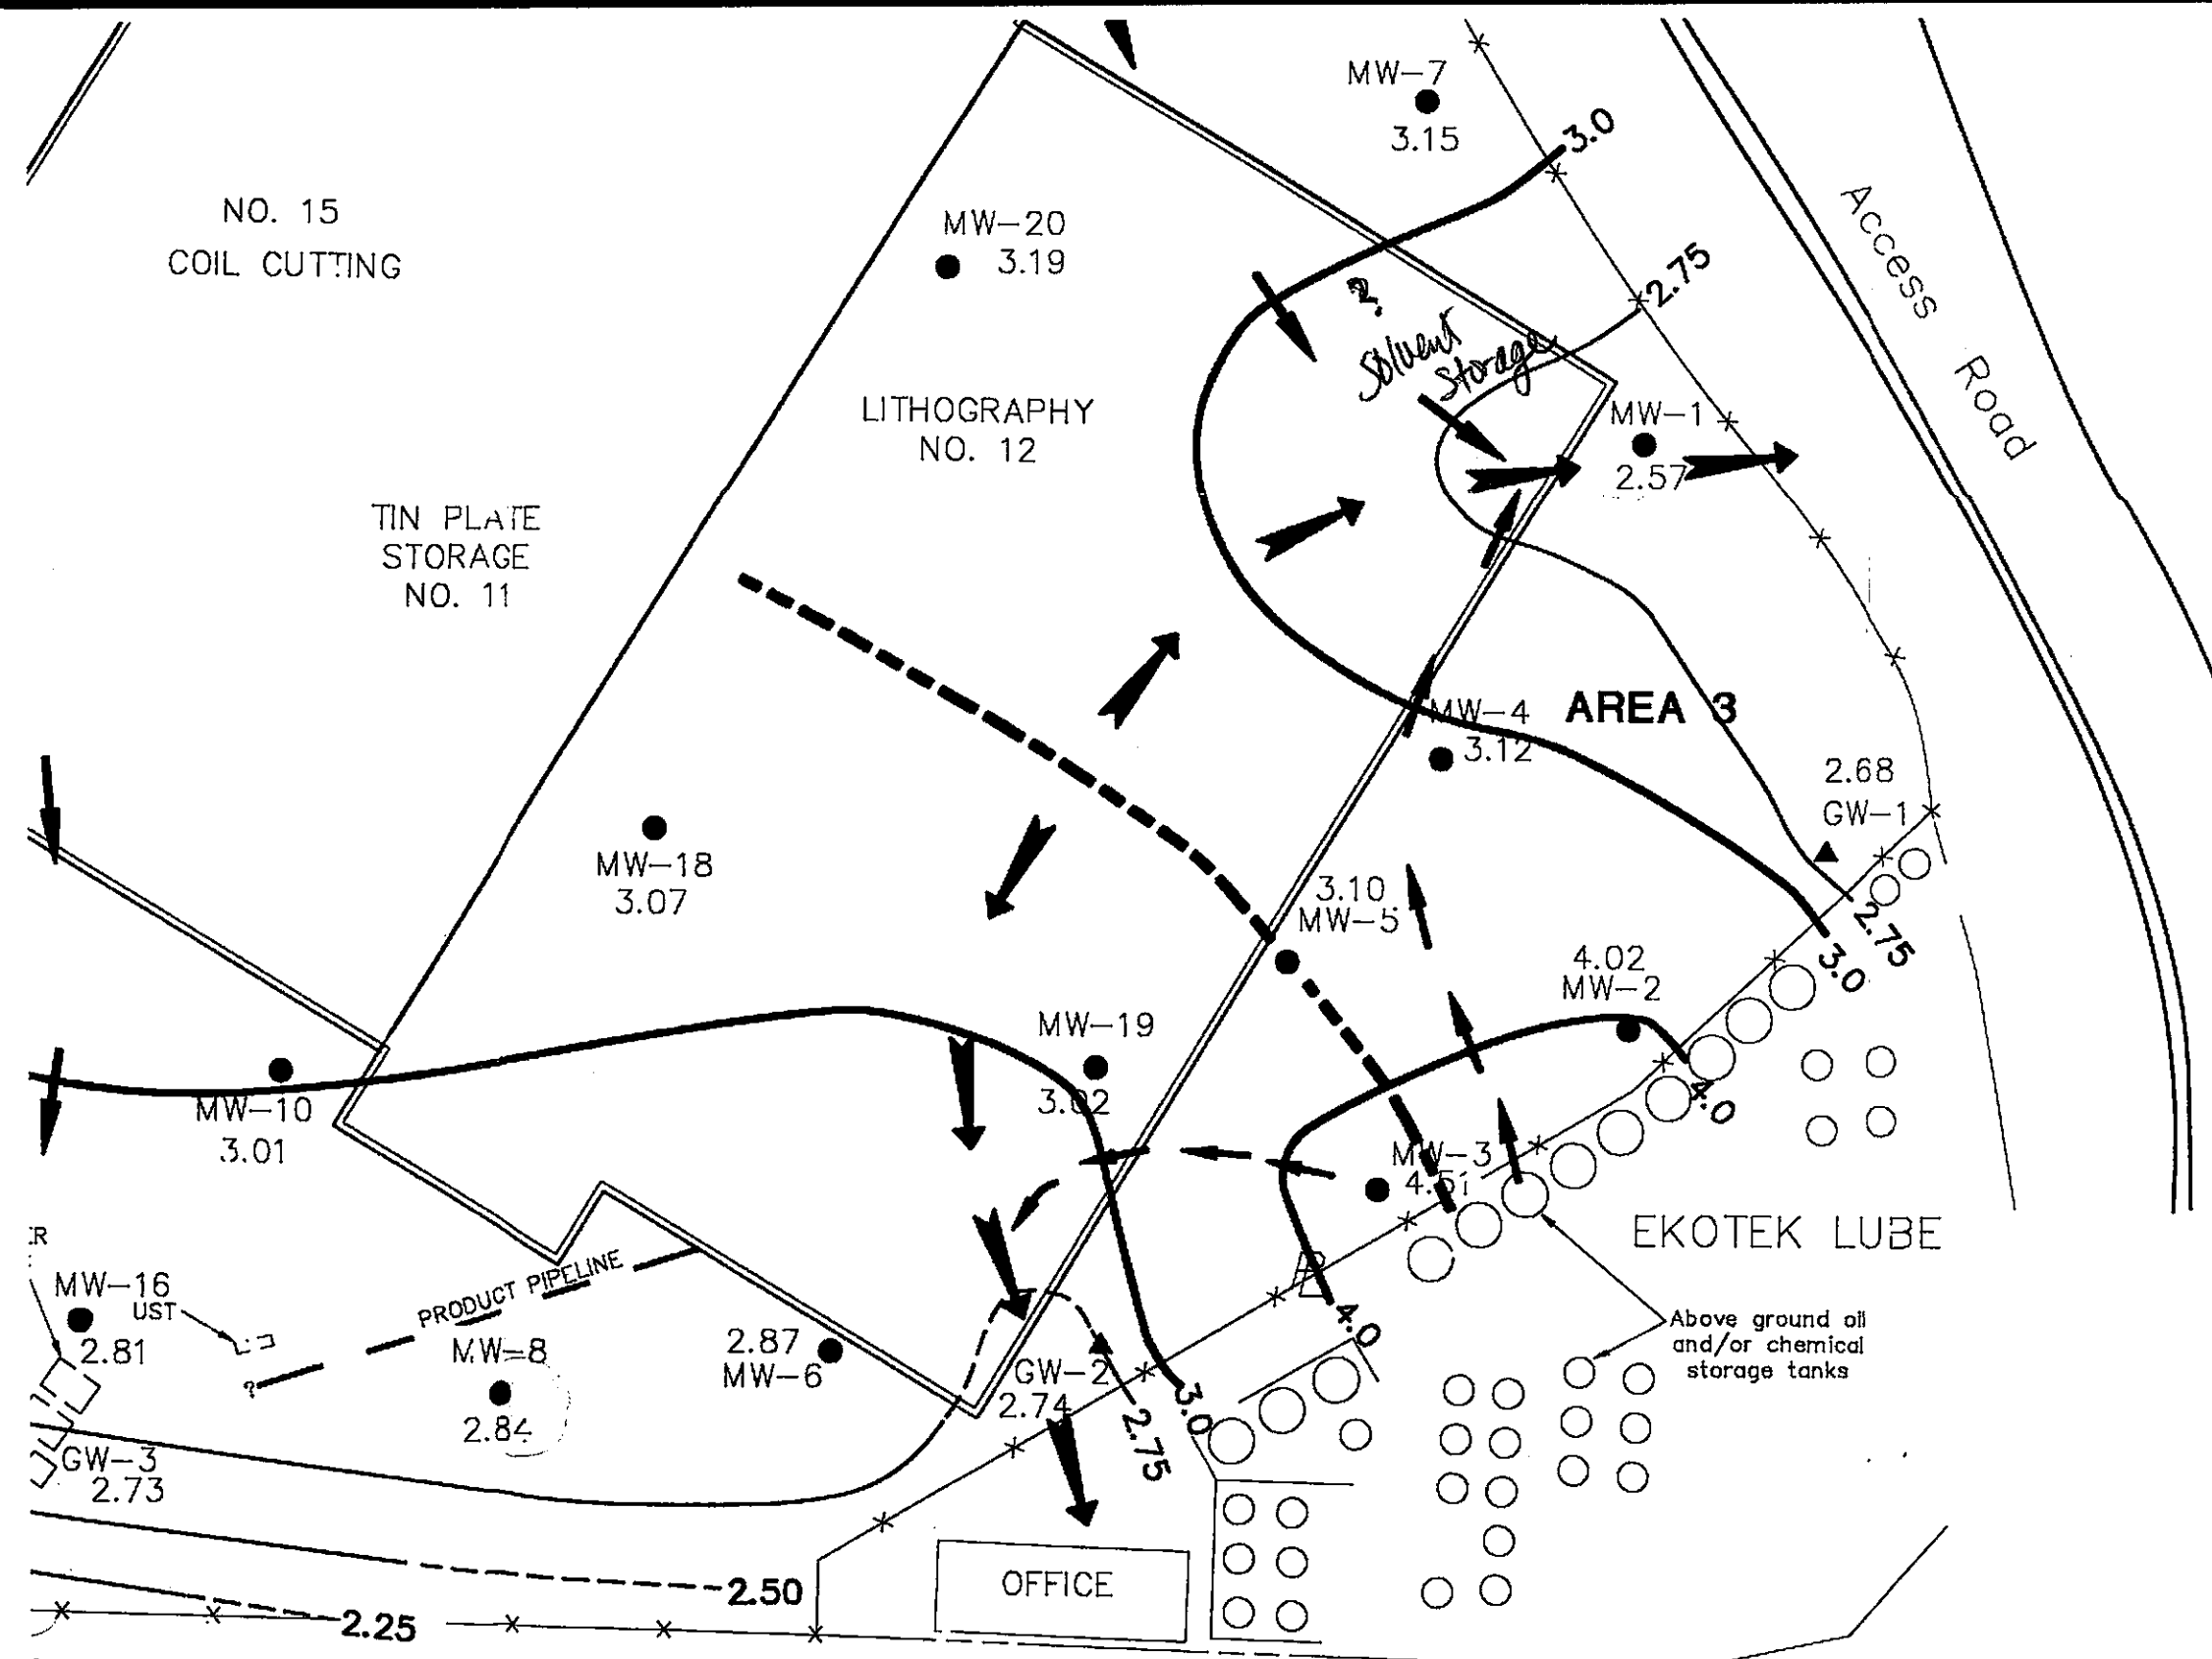 MW-7
3.15
3.0
Access
Road
NO. 15
COIL CUTTING
MW-20
3.19
2.75
?
Solvent
Storage
LITHOGRAPHY
NO. 12
MW-1
2.57
TIN PLATE
STORAGE
NO. 11
MW-4
3.12
AREA 3
2.68
GW-1
MW-18
3.07
3.10
MW-5
2.75
3.0
4.02
MW-2
MW-19
3.02
4.0
MW-10
3.01
MW-3
4.51
EKOTEK LUBE
MW-16
UST
2.81
PRODUCT PIPELINE
?
MW-8
2.84
2.87
MW-6
GW-2
2.74
4.0
3.0
2.75
Above ground oil
and/or chemical
storage tanks
GW-3
2.73
2.50
2.25
OFFICE